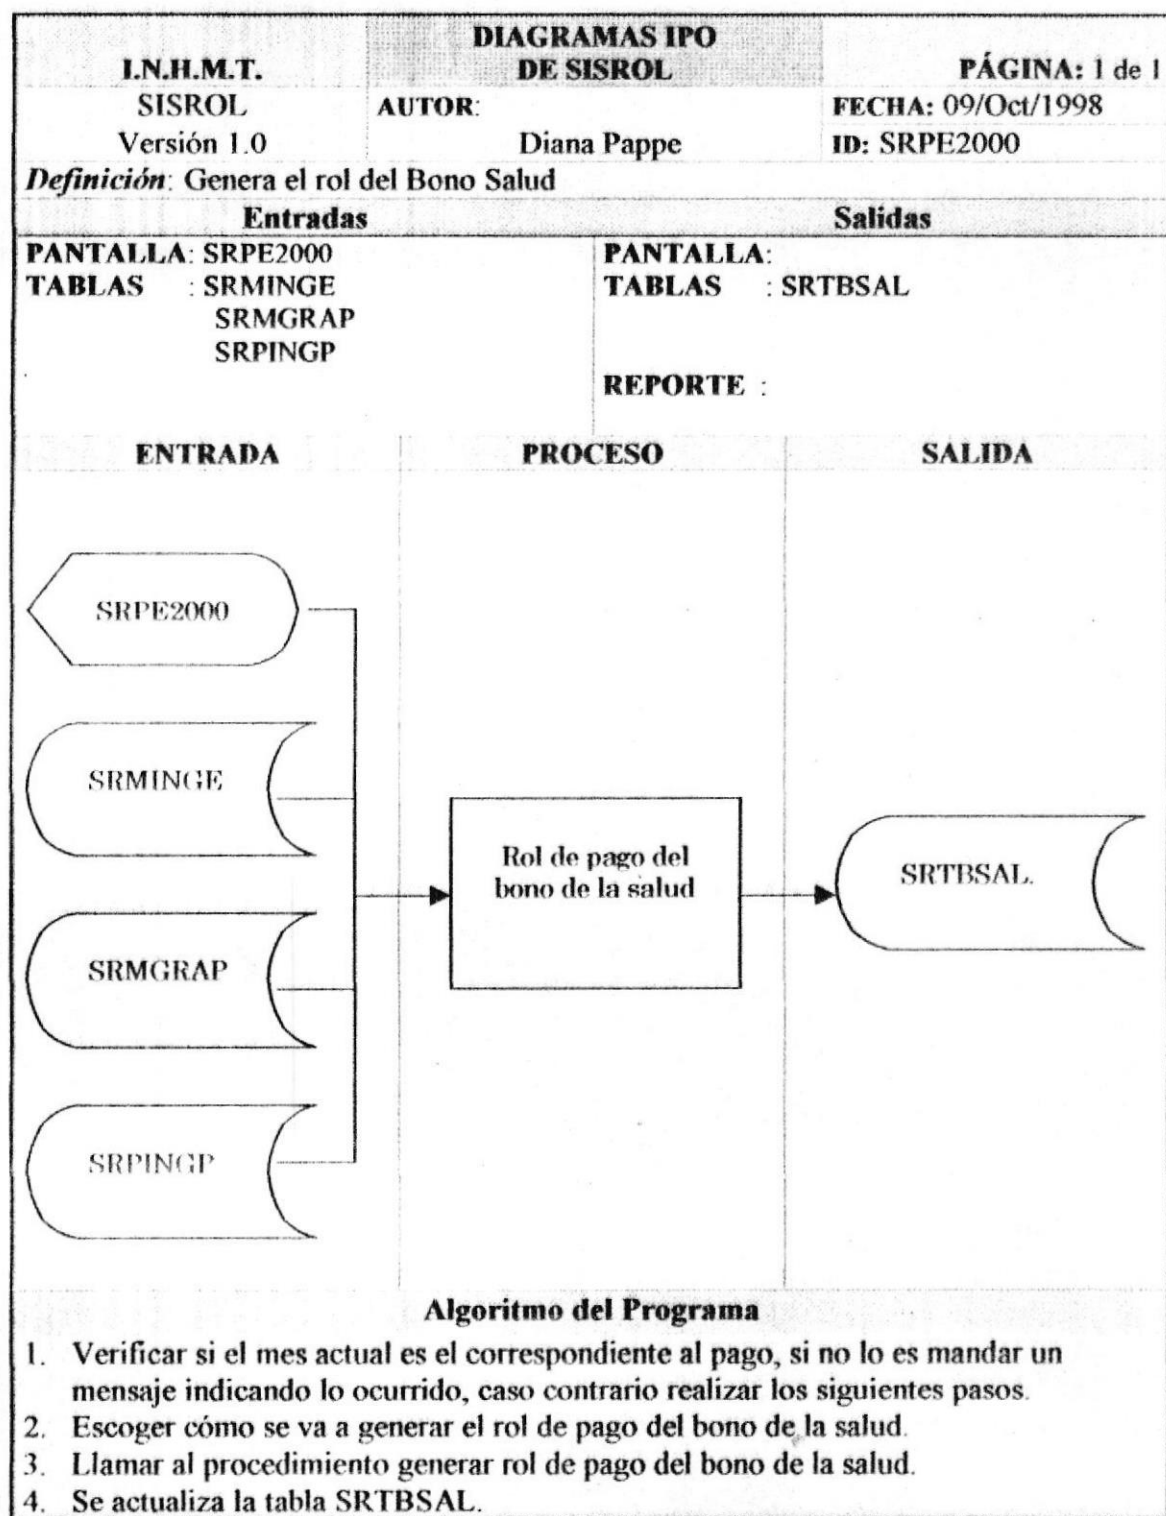 DIAGRAMAS IPO
I.N.H.M.T.
DE SISROL
PÁGINA: 1 de 1
SISROL
AUTOR:
FECHA: 09/Oct/1998
Versión 1.0
Diana Pappe
ID: SRPE2000
Definición: Genera el rol del Bono Salud
Entradas
Salidas
PANTALLA: SRPE2000
TABLAS : SRMINGE
SRMGRAP
SRPINGP
PANTALLA:
TABLAS : SRTBSAL
REPORTE :
ENTRADA
PROCESO
SALIDA
SRPE2000
SRMINGE
SRMGRAP
SRPINGP
Rol de pago del
bono de la salud
SRTBSAL.
Algoritmo del Programa
1. Verificar si el mes actual es el correspondiente al pago, si no lo es mandar un
mensaje indicando lo ocurrido, caso contrario realizar los siguientes pasos.
2. Escoger cómo se va a generar el rol de pago del bono de la salud.
3. Llamar al procedimiento generar rol de pago del bono de la salud.
4. Se actualiza la tabla SRTBSAL.